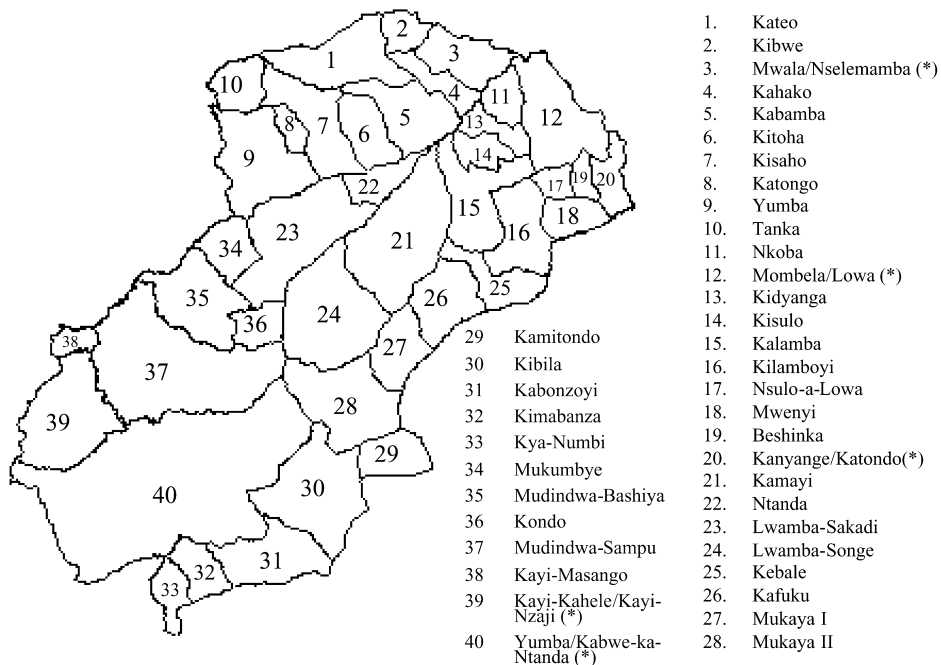 2
1
3
10
4
11
7
8
6
5
13
12
14
9
22
17
19
20
15
18
23
21
16
34
25
35
26
24
36
38
27
37
28
39
29
40
30
31
32
33
1. Kateo
2. Kibwe
3. Mwala/Nselemamba (*)
4. Kahako
5. Kabamba
6. Kitoha
7. Kisaho
8. Katongo
9. Yumba
10. Tanka
11. Nkoba
12. Mombela/Lowa (*)
13. Kidyanga
14. Kisulo
15. Kalamba
16. Kilamboyi
17. Nsulo-a-Lowa
18. Mwenyi
19. Beshinka
20. Kanyange/Katondo(*)
21. Kamayi
22. Ntanda
23. Lwamba-Sakadi
24. Lwamba-Songe
25. Kebale
26. Kafuku
27. Mukaya I
28. Mukaya II
29 Kamitondo
30 Kibila
31 Kabonzoyi
32 Kimabanza
33 Kya-Numbi
34 Mukumbye
35 Mudindwa-Bashiya
36 Kondo
37 Mudindwa-Sampu
38 Kayi-Masango
39 Kayi-Kahele/Kayi-
Nzaji (*)
40 Yumba/Kabwe-ka-
Ntanda (*)